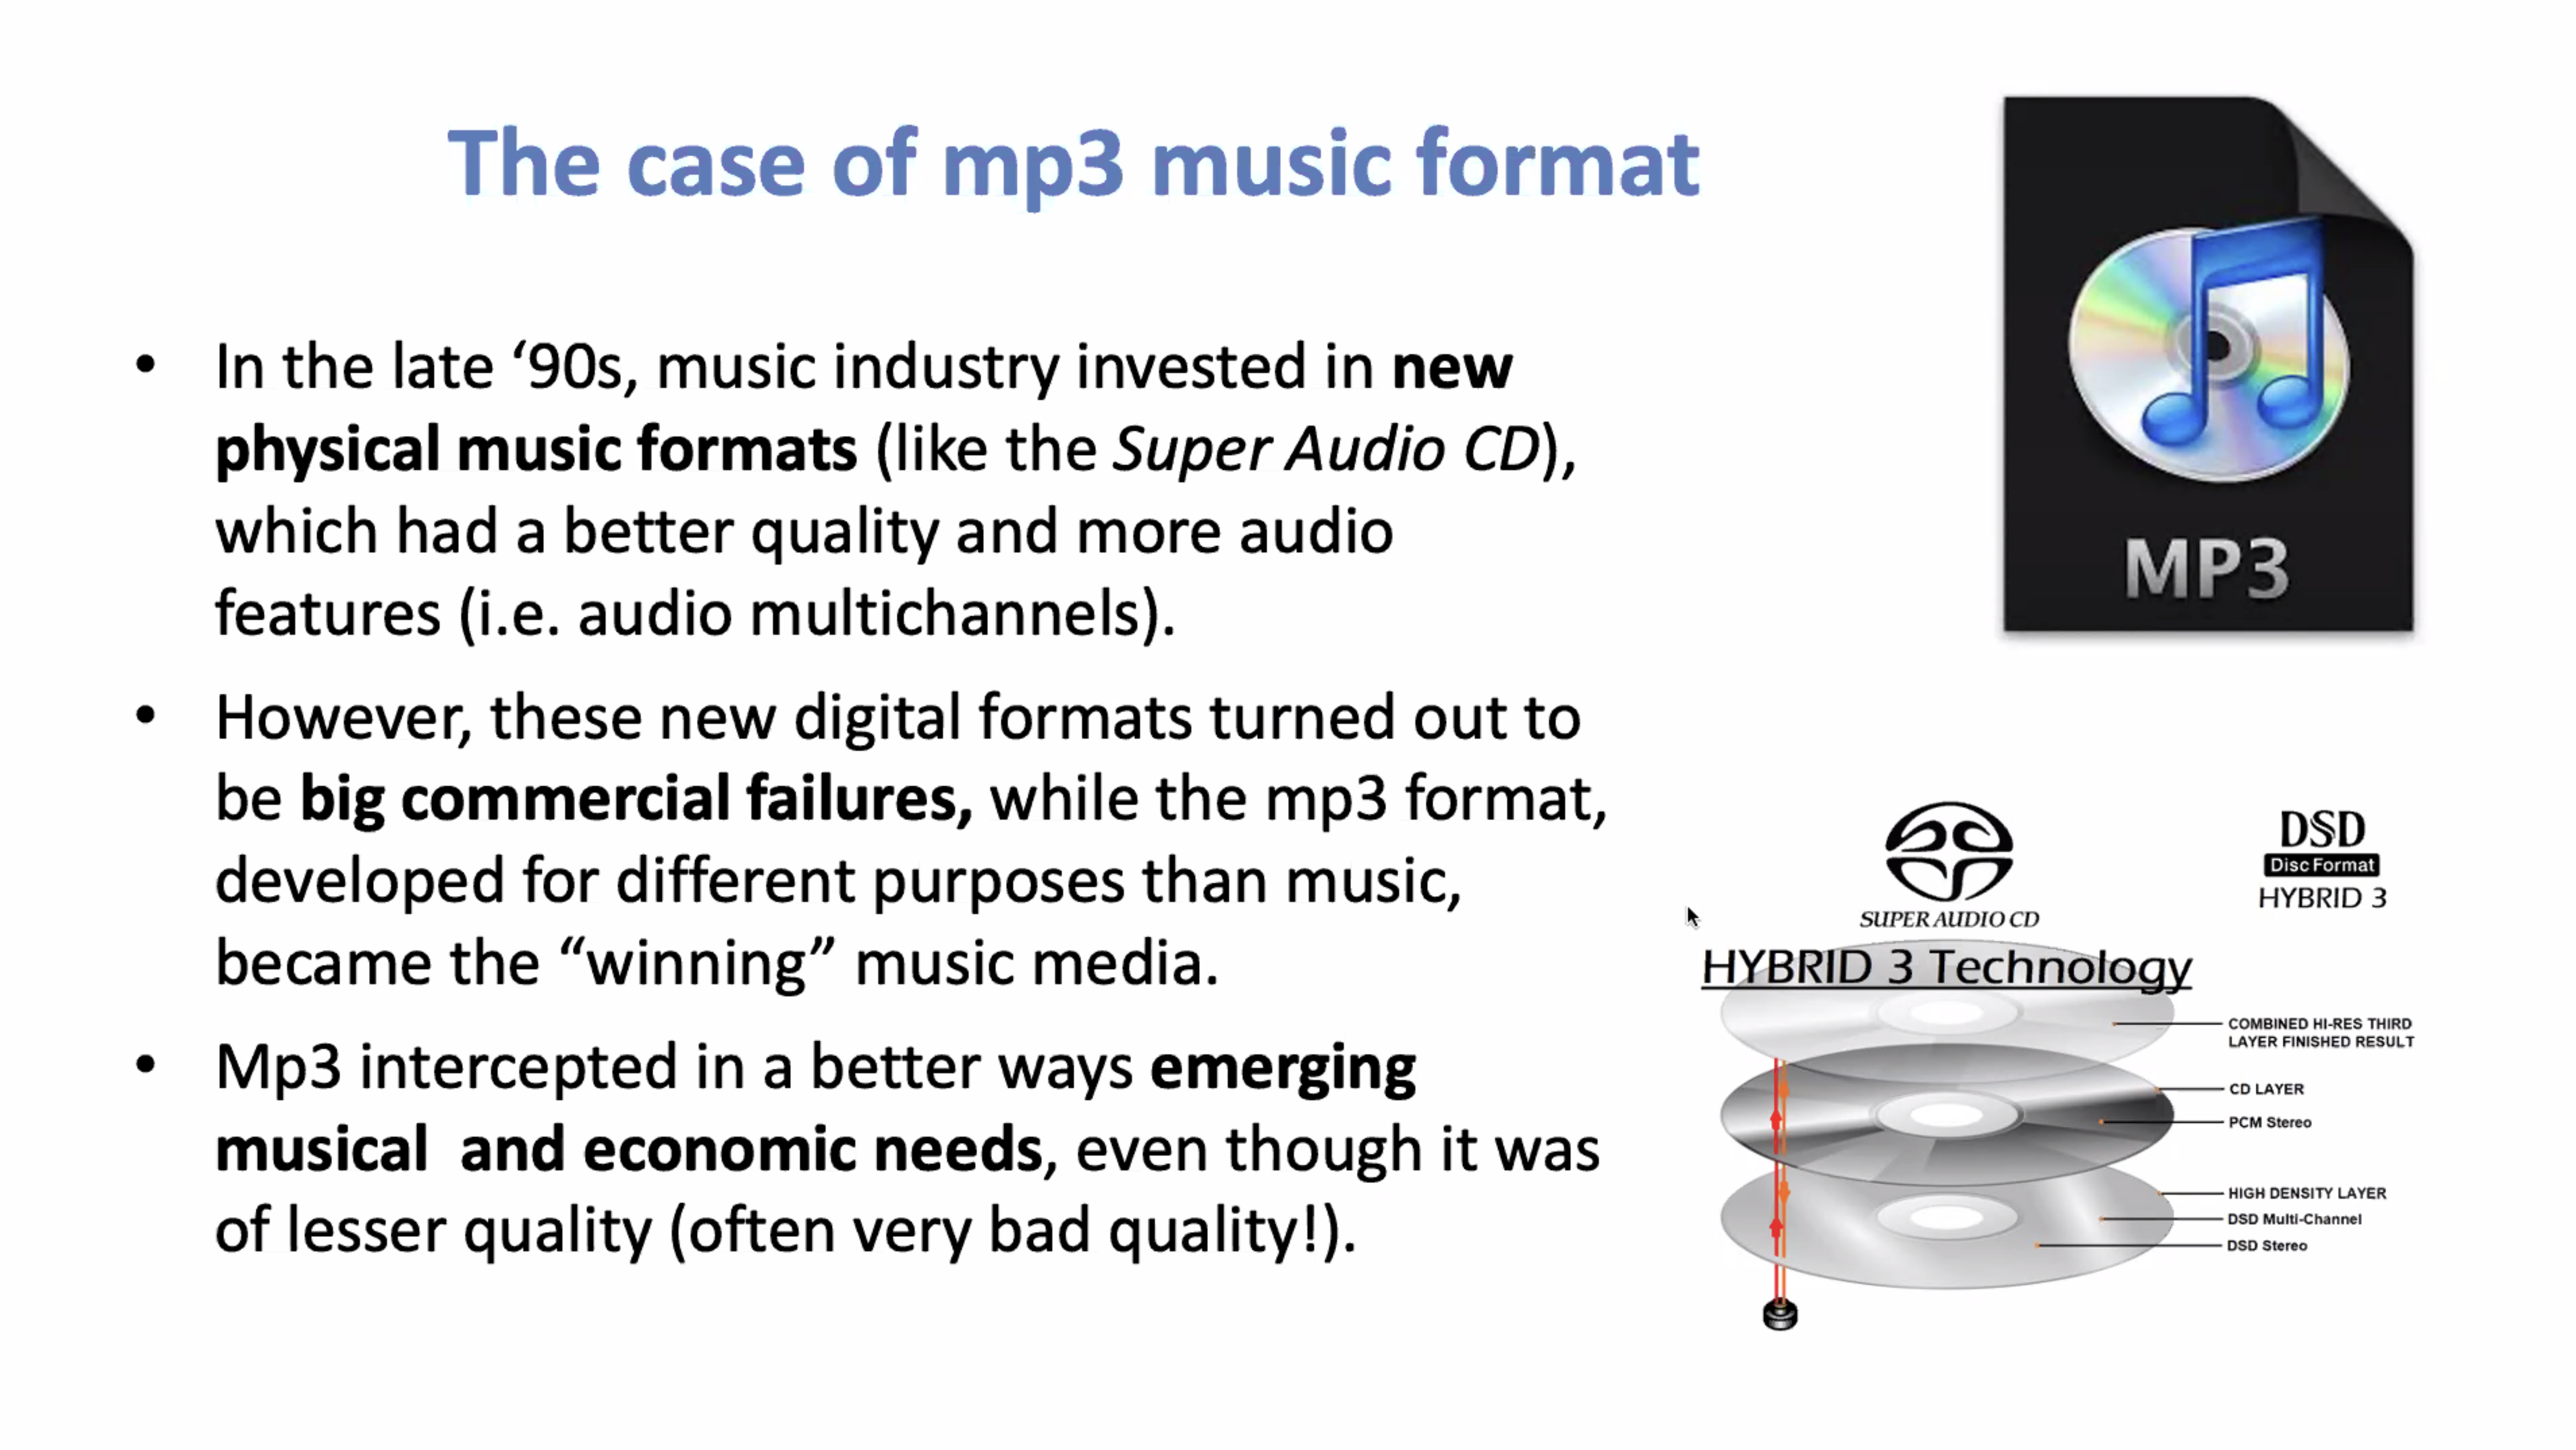 The case of mp3 music format
• In the late ‘90s, music industry invested in new
physical music formats (like the Super Audio CD),
which had a better quality and more audio
features (i.e. audio multichannels).
• However, these new digital formats turned out to
be big commercial failures, while the mp3 format,
developed for different purposes than music,
became the “winning” music media.
• Mp3 intercepted in a better ways emerging
musical and economic needs, even though it was
of lesser quality (often very bad quality!).
MP3
SUPER AUDIO CD
DSD
Disc Format
HYBRID 3
HYBRID 3 Technology
COMBINED HI-RES THIRD
LAYER FINISHED RESULT
CD LAYER
PCM Stereo
HIGH DENSITY LAYER
DSD Multi-Channel
DSD Stereo